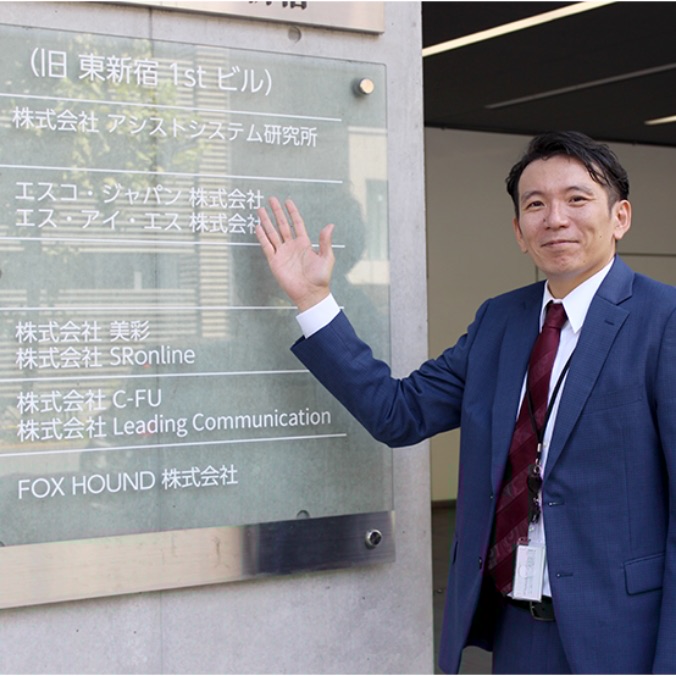 (旧 東新宿 1st ビル)
株式会社 アシストシステム研究所
エスコ・ジャパン 株式会社
エス・アイ・エス 株式会社
株式会社 美彩
株式会社 SRonline
株式会社 C-FU
株式会社 Leading Communication
FOX HOUND 株式会社